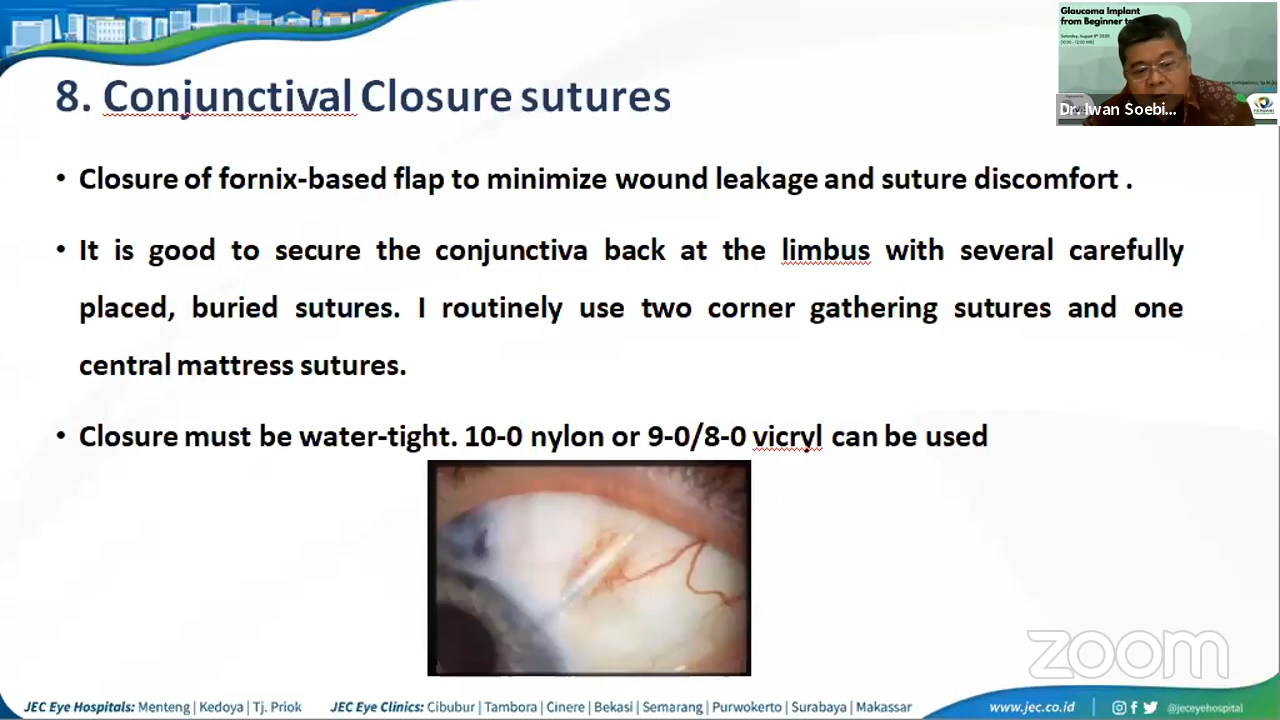 Glaucoma Implant
from Beginner
Saturday, August 8th 2020
Dr. Iwan Soebi...
8. Conjunctival Closure sutures
• Closure of fornix-based flap to minimize wound leakage and suture discomfort .
• It is good to secure the conjunctiva back at the limbus with several carefully
placed, buried sutures. I routinely use two corner gathering sutures and one
central mattress sutures.
• Closure must be water-tight. 10-0 nylon or 9-0/8-0 vicryl can be used
zoom
JEC Eye Hospitals: Menteng | Kedoya | Tj. Priok
JEC Eye Clinics: Cibubur | Tambora | Cinere | Bekasi | Semarang | Purwokerto | Surabaya | Makassar
www.jec.co.id
@jeceyehospital